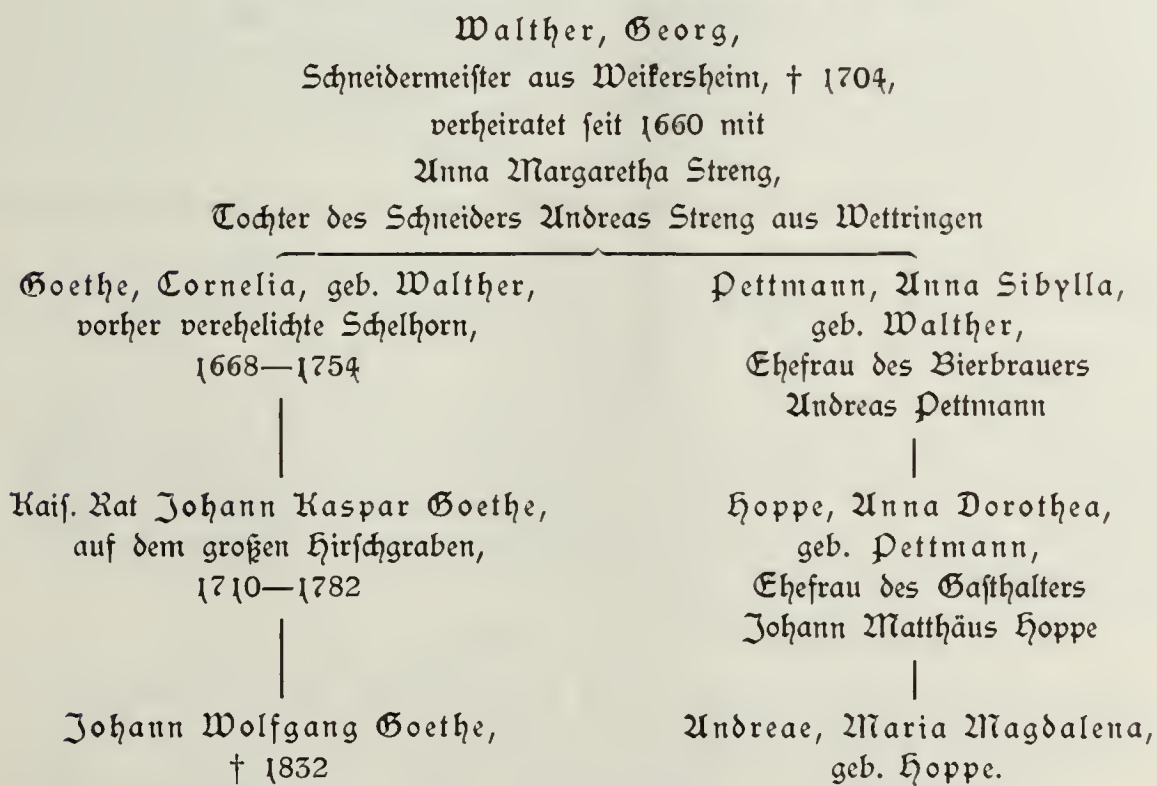 Walther, Georg,
Schneidermeister aus Weikersheim, † 1704,
verheiratet seit 1660 mit
Anna Margaretha Streng,
Tochter des Schneiders Andreas Streng aus Wettringen
Goethe, Cornelia, geb. Walther,
vorher verehelichte Schelhorn,
1668—1754
Kais. Rat Johann Kaspar Goethe,
auf dem großen Hirschgraben,
1710—1782
Johann Wolfgang Goethe,
† 1832
Pettmann, Anna Sibylla,
geb. Walther,
Ehefrau des Bierbrauers
Andreas Pettmann
Hoppe, Anna Dorothea,
geb. Pettmann,
Ehefrau des Gasthalters
Johann Matthäus Hoppe
Andreae, Maria Magdalena,
geb. Hoppe.